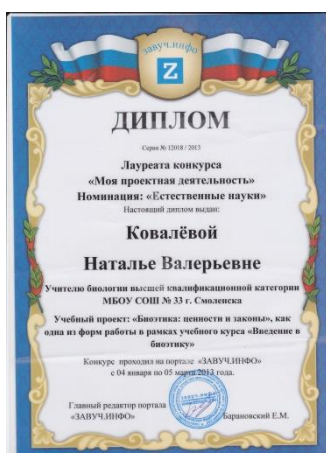 завуч.инфо
Z
ДИПЛОМ
Серия № 12018 / 2013
Лауреата конкурса
«Моя проектная деятельность»
Номинация: «Естественные науки»
Настоящий диплом выдан:
Ковалёвой
Наталье Валерьевне
Учителю биологии высшей квалификационной категории
МБОУ СОШ № 33 г. Смоленска
Учебный проект: «Биоэтика: ценности и законы», как
одна из форм работы в рамках учебного курса «Введение в
биоэтику»
Конкурс проходил на портале «ЗАВУЧ.ИНФО»
с 04 января по 05 марта 2013 года.
Главный редактор портала
«ЗАВУЧ.ИНФО»
Барановский Е.М.